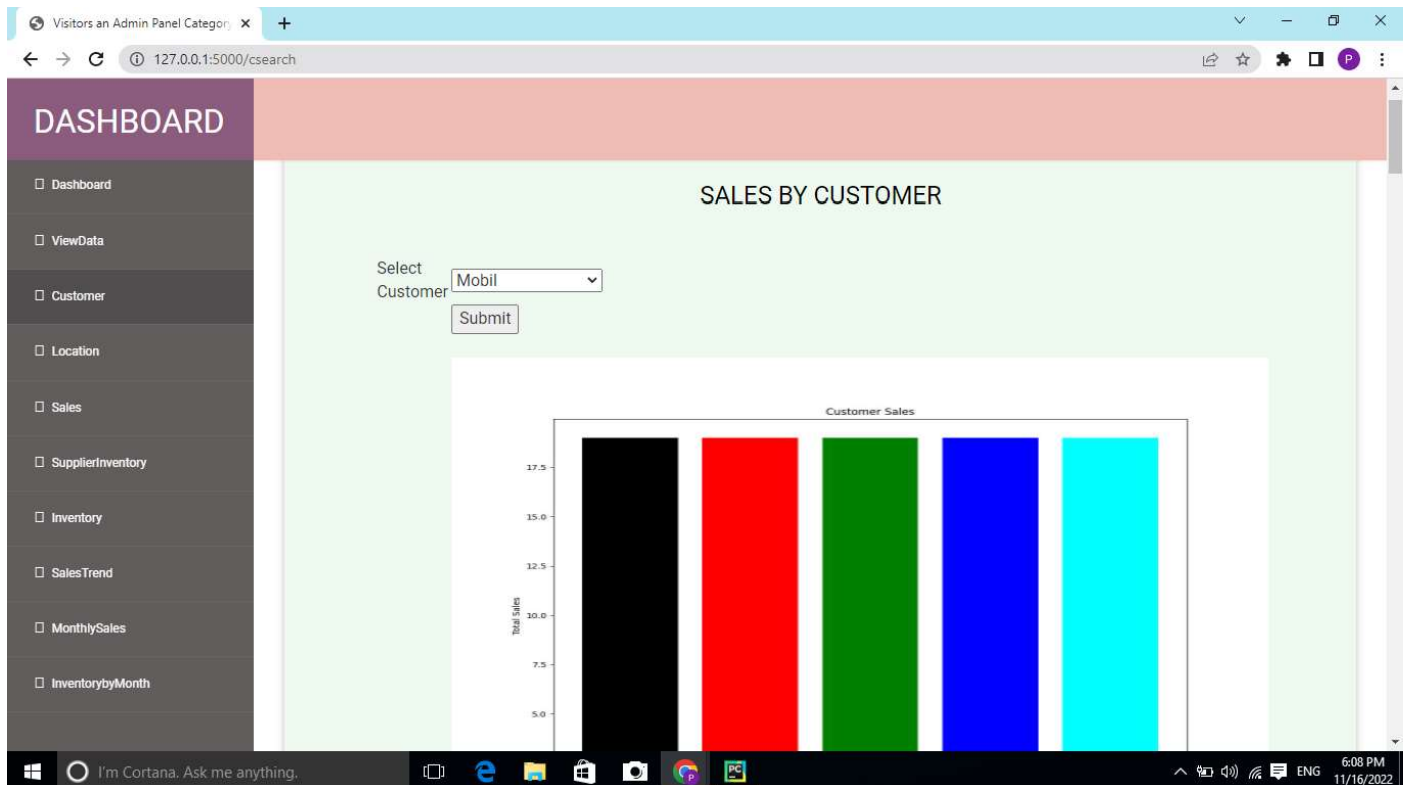 Visitors an Admin Panel Categor
127.0.0.1:5000/csearch
P
DASHBOARD
Dashboard
ViewData
Customer
Location
Sales
SupplierInventory
Inventory
SalesTrend
MonthlySales
InventorybyMonth
SALES BY CUSTOMER
Select
Customer
Mobil
Submit
Customer Sales
Total Sales
17.5
15.0
12.5
10.0
7.5
5.0
I'm Cortana. Ask me anything.
P
PC
ENG
6:08 PM
11/16/2022